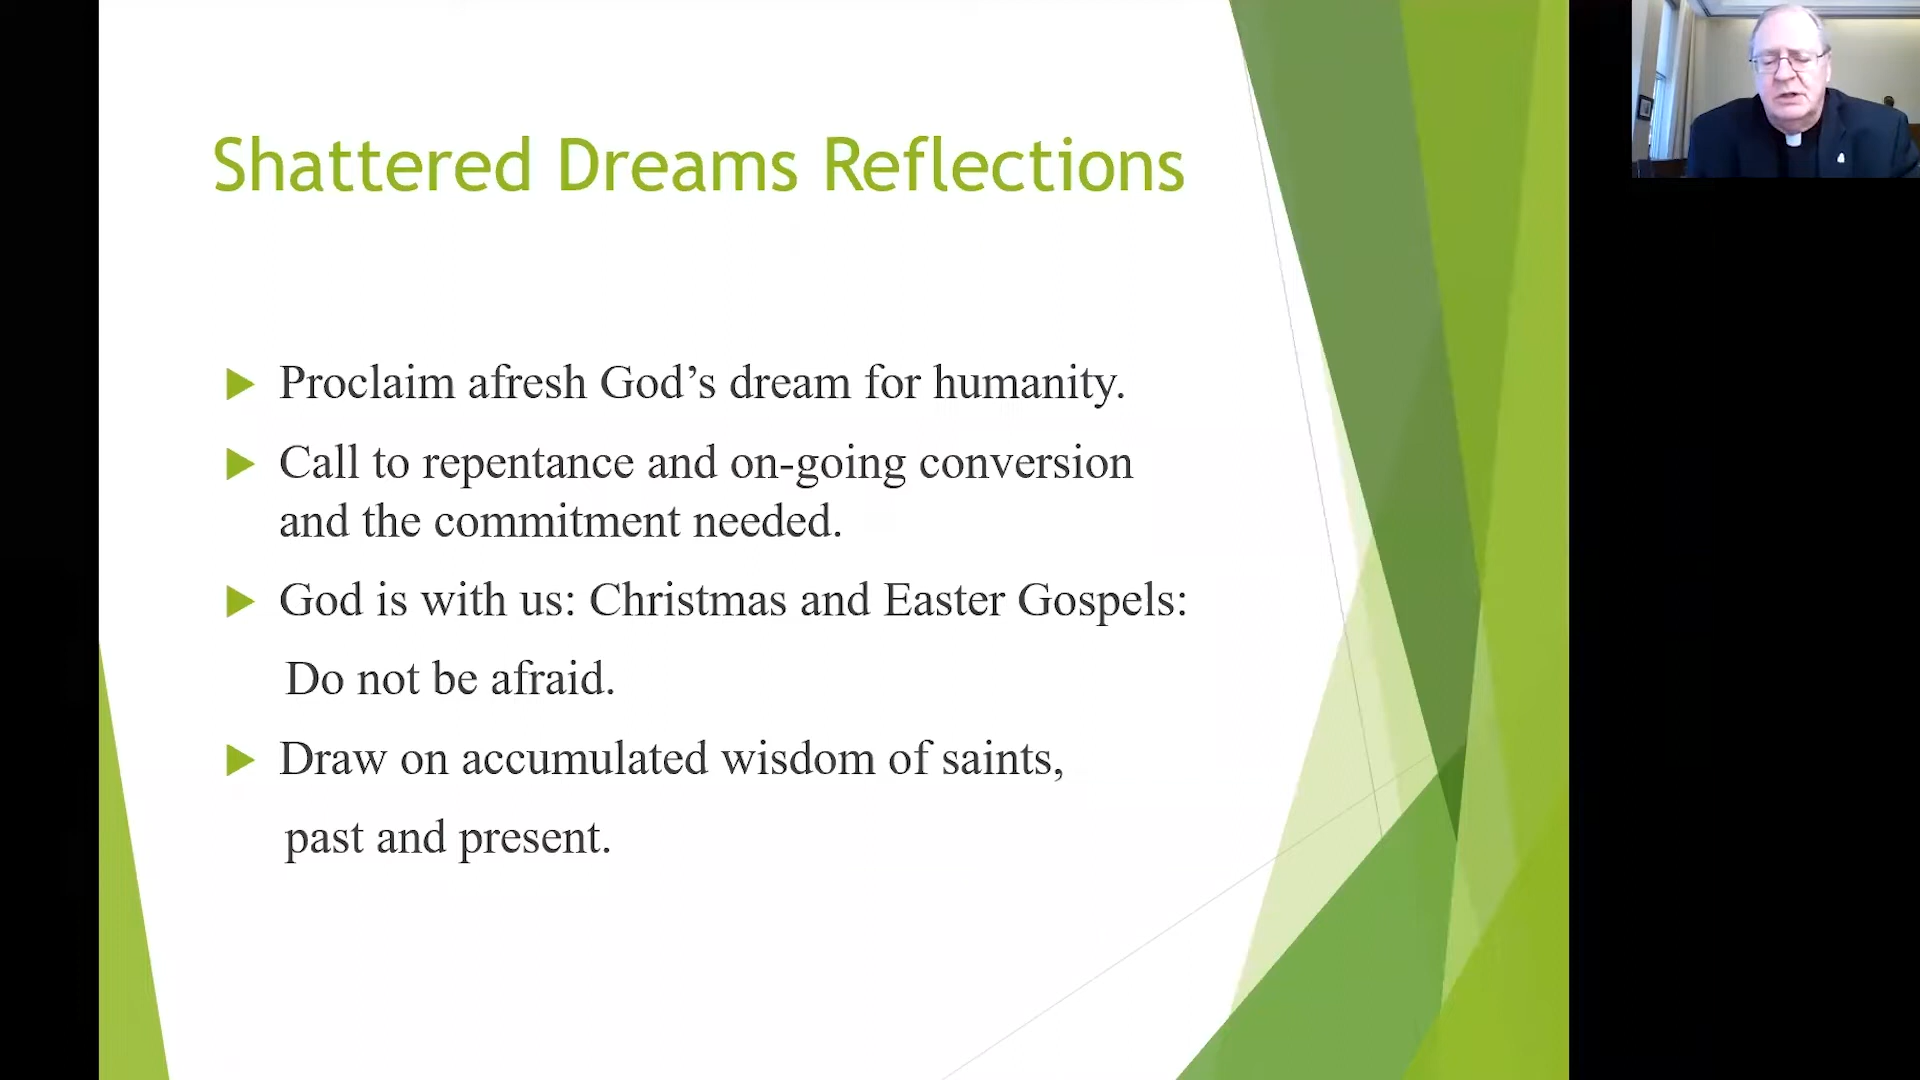 Shattered Dreams Reflections
Proclaim afresh God’s dream for humanity.
Call to repentance and on-going conversion
and the commitment needed.
God is with us: Christmas and Easter Gospels:
Do not be afraid.
Draw on accumulated wisdom of saints,
past and present.